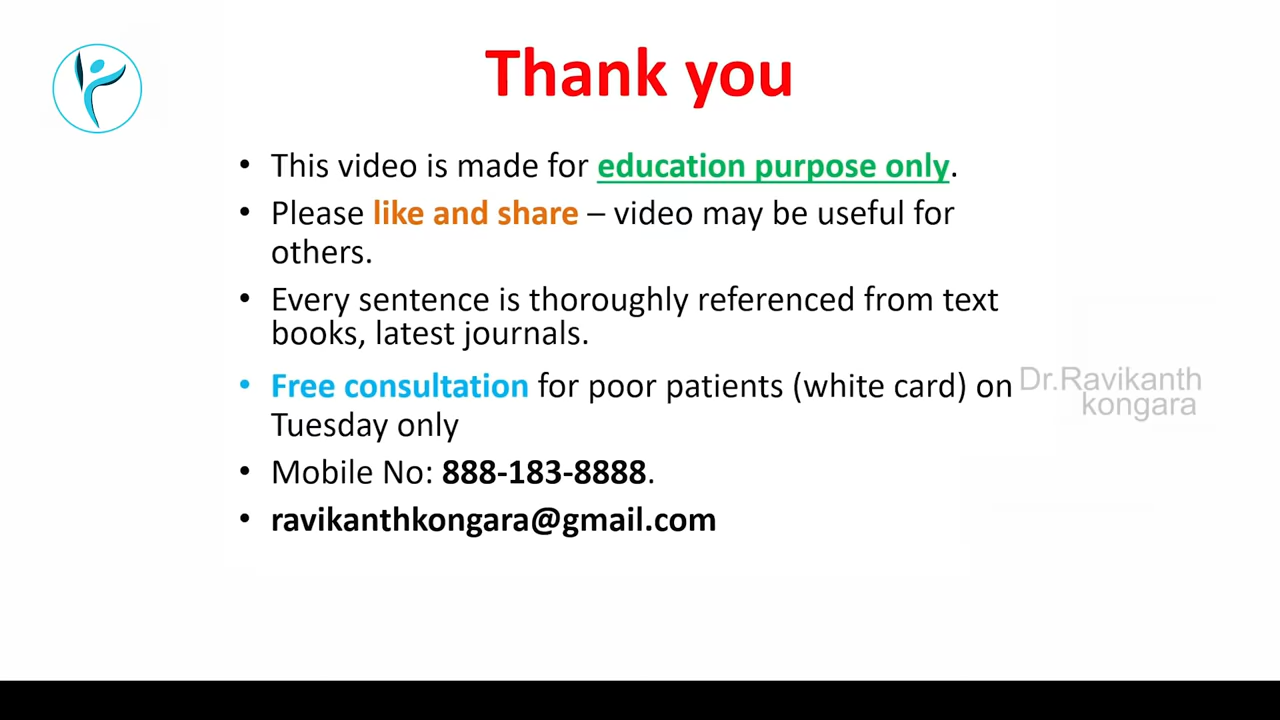 Thank you
• This video is made for education purpose only.
• Please like and share – video may be useful for
others.
• Every sentence is thoroughly referenced from text
books, latest journals.
• Free consultation for poor patients (white card) on
Tuesday only
Dr.Ravikanth
kongara
• Mobile No: 888-183-8888.
• ravikanthkongara@gmail.com